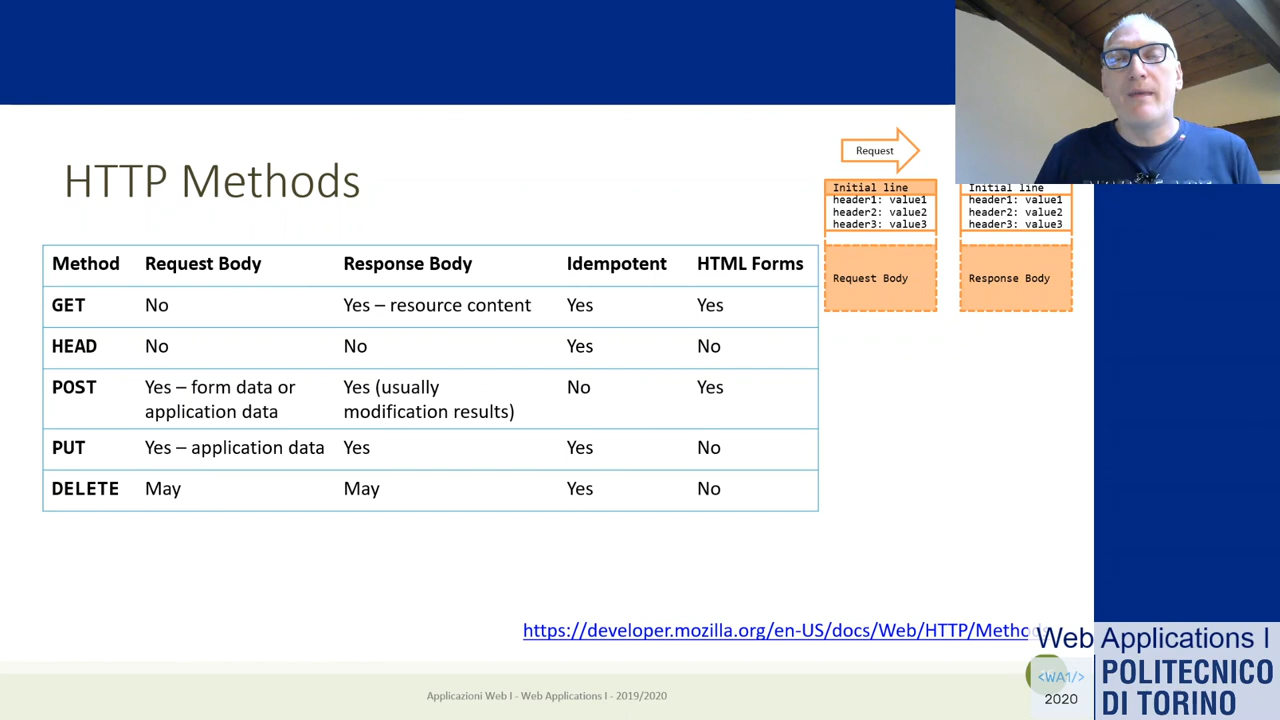 HTTP Methods
Request
Initial line
header1: value1
header2: value2
header3: value3
Request Body
Initial line
header1: value1
header2: value2
header3: value3
Response Body
Method Request Body Response Body Idempotent HTML Forms
GET No Yes – resource content Yes Yes
HEAD No No Yes No
POST Yes – form data or application data Yes (usually modification results) No Yes
PUT Yes – application data Yes Yes No
DELETE May May Yes No
https://developer.mozilla.org/en-US/docs/Web/HTTP/Metho
Applicazioni Web I - Web Applications I - 2019/2020
Web Applications I
<WA1/>
2020
POLITECNICO
DI TORINO